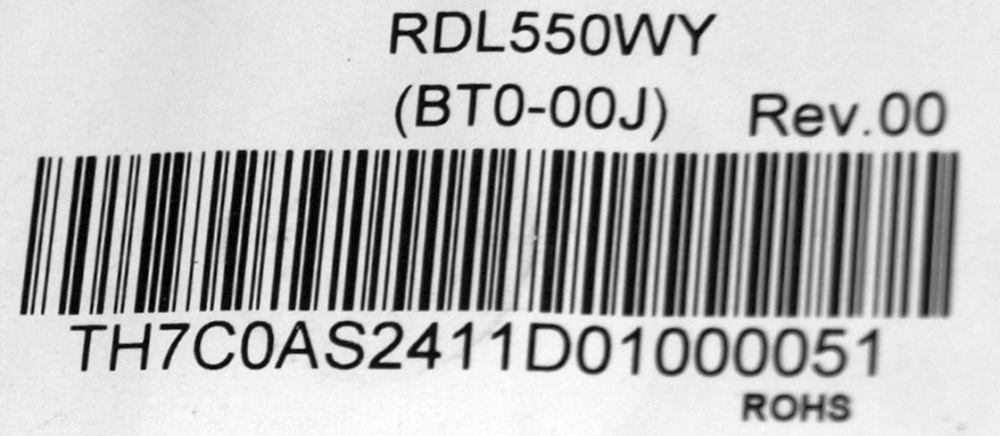 RDL550WY
(BT0-00J) Rev.00
TH7C0AS2411D01000051
ROHS